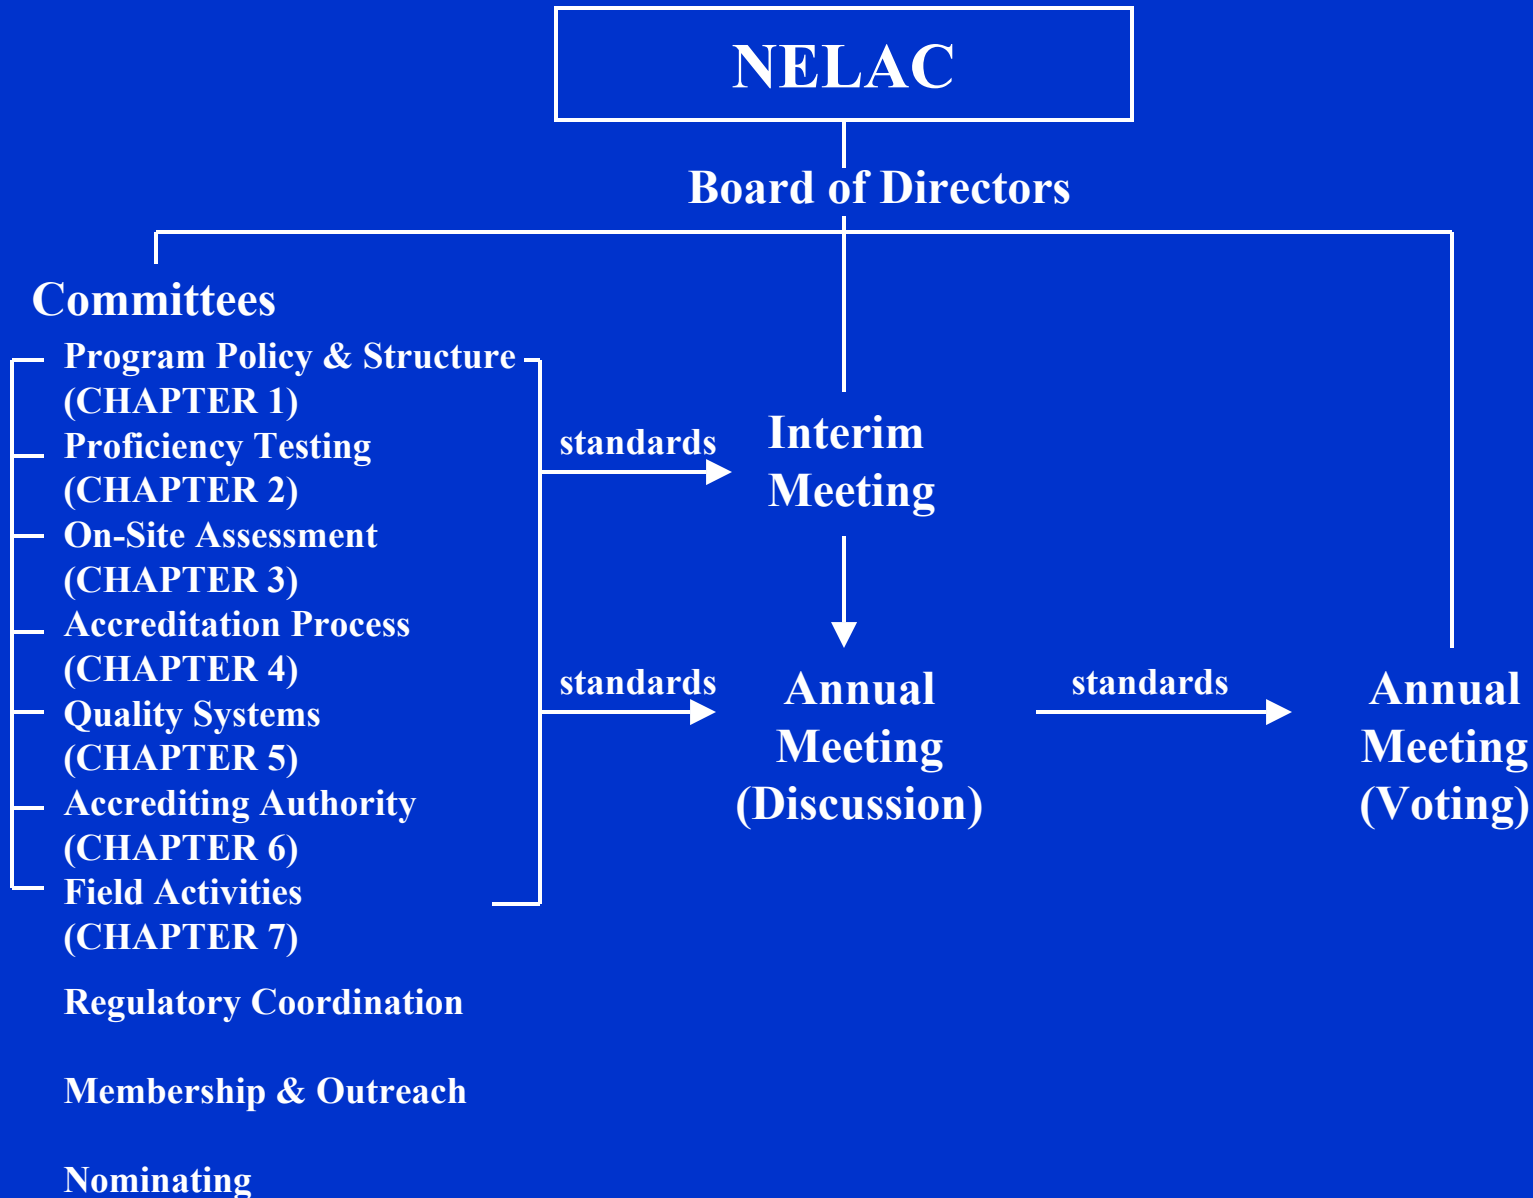 NELAC
Board of Directors
Committees
Program Policy & Structure
(CHAPTER 1)
Proficiency Testing
(CHAPTER 2)
On-Site Assessment
(CHAPTER 3)
Accreditation Process
(CHAPTER 4)
Quality Systems
(CHAPTER 5)
Accrediting Authority
(CHAPTER 6)
Field Activities
(CHAPTER 7)
Regulatory Coordination
Membership & Outreach
Nominating
standards
Interim
Meeting
standards
Annual
Meeting
(Discussion)
standards
Annual
Meeting
(Voting)